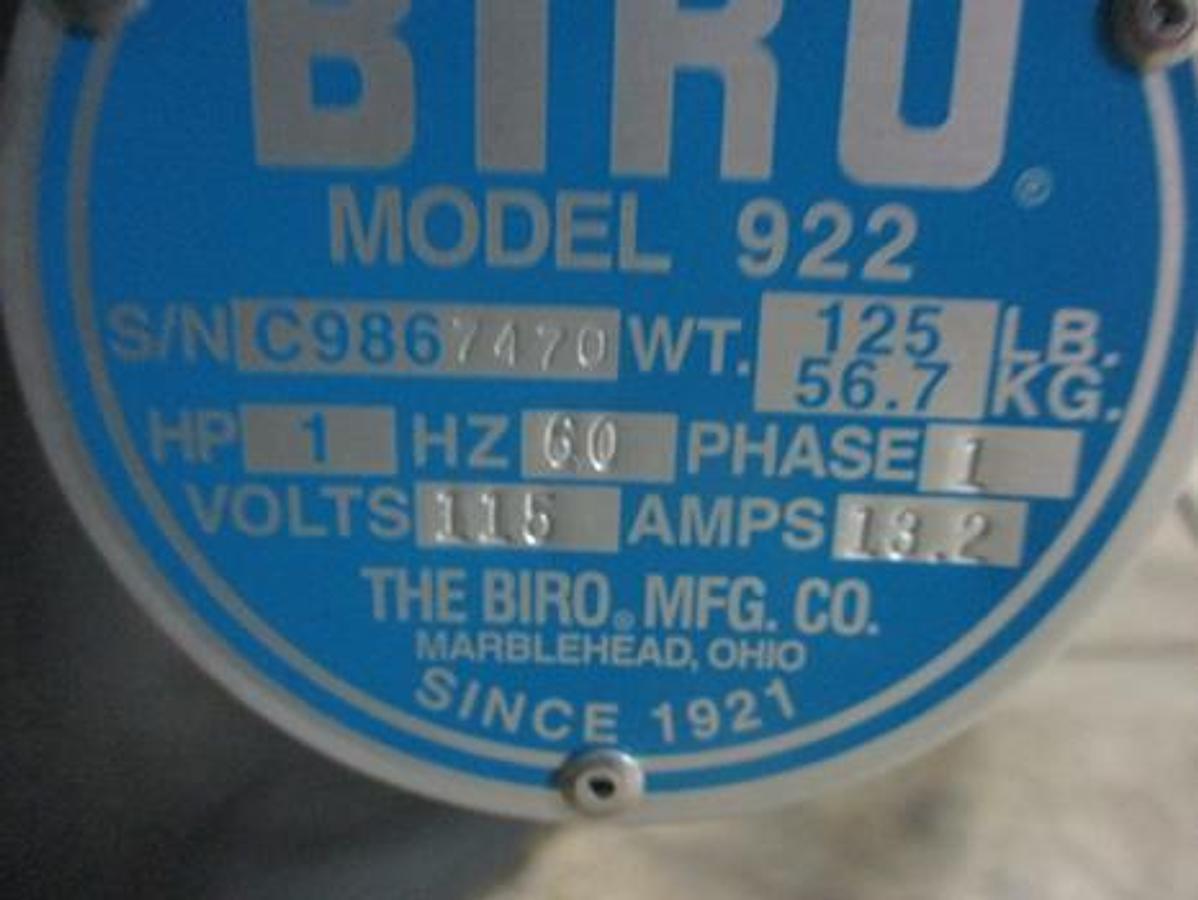 BIRO®
MODEL 922
S/N C9867470 WT. 125 LB.
56.7 KG.
HP 1 HZ 60 PHASE 1
VOLTS 115 AMPS 13.2
THE BIRO® MFG. CO.
MARBLEHEAD, OHIO
SINCE 1921